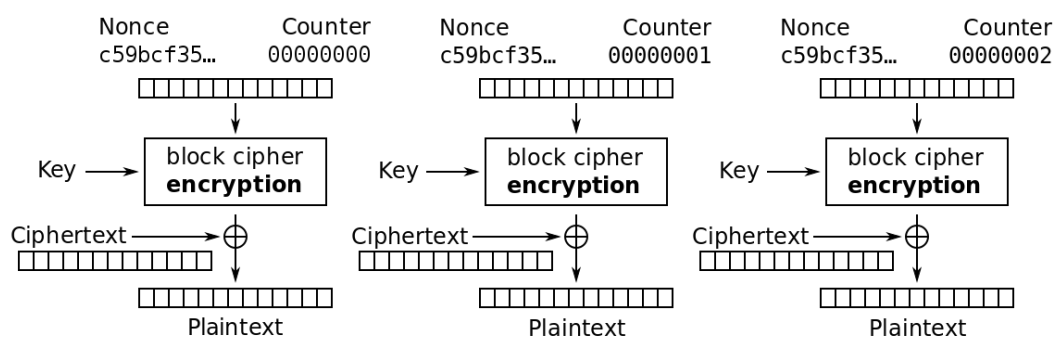 Nonce Counter Nonce Counter Nonce Counter
c59bcf35… 00000000 c59bcf35… 00000001 c59bcf35… 00000002
block cipher block cipher block cipher
Key encryption Key encryption Key encryption
Ciphertext Ciphertext Ciphertext
Plaintext Plaintext Plaintext